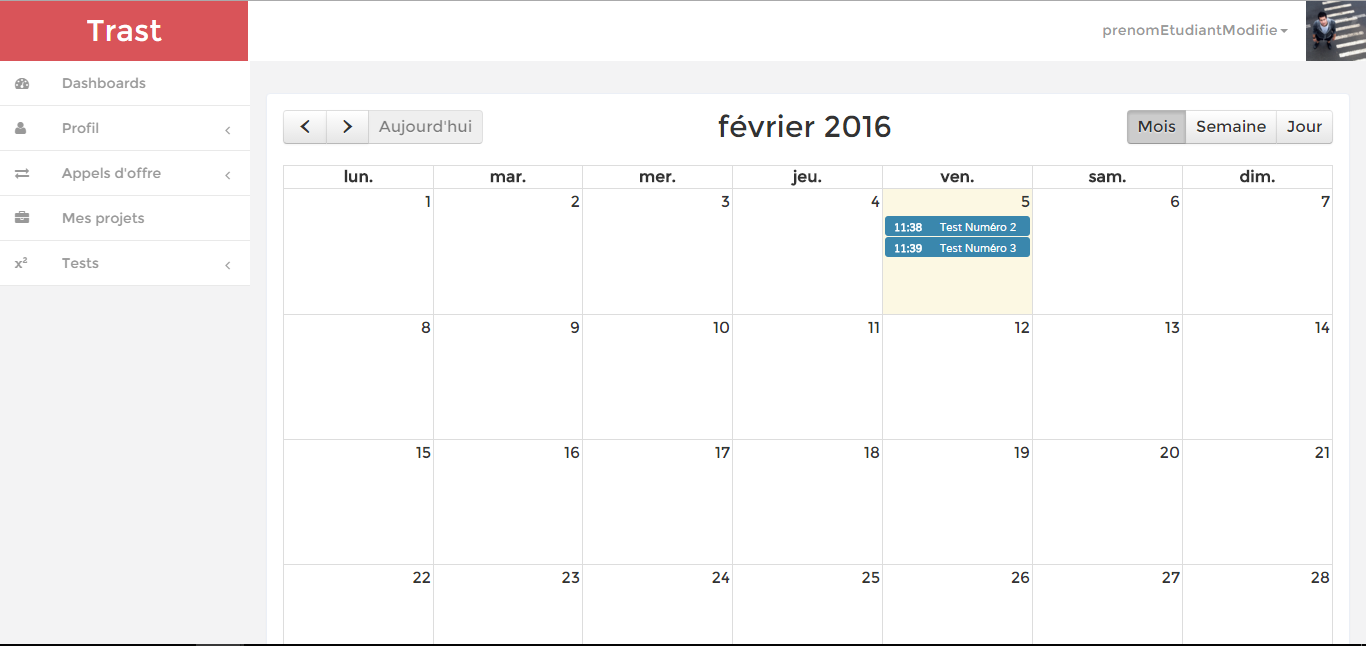 Trast
prenomEtudiantModifie
Dashboards
Profil
Appels d'offre
Mes projets
x² Tests
Aujourd'hui
février 2016
Mois Semaine Jour
lun. mar. mer. jeu. ven. sam. dim.
1 2 3 4 5 6 7
11:38 Test Numéro 2
11:39 Test Numéro 3
8 9 10 11 12 13 14
15 16 17 18 19 20 21
22 23 24 25 26 27 28